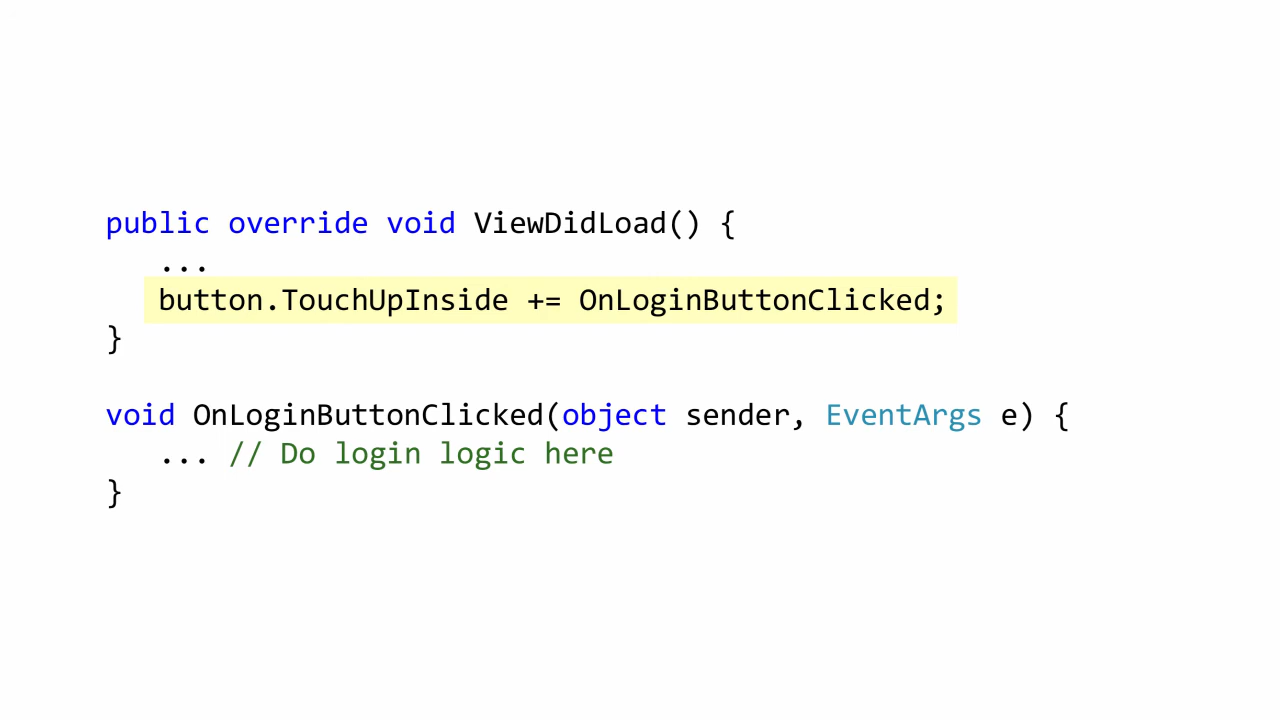 public override void ViewDidLoad() {
   ...
   button.TouchUpInside += OnLoginButtonClicked;
}

void OnLoginButtonClicked(object sender, EventArgs e) {
   ... // Do login logic here
}